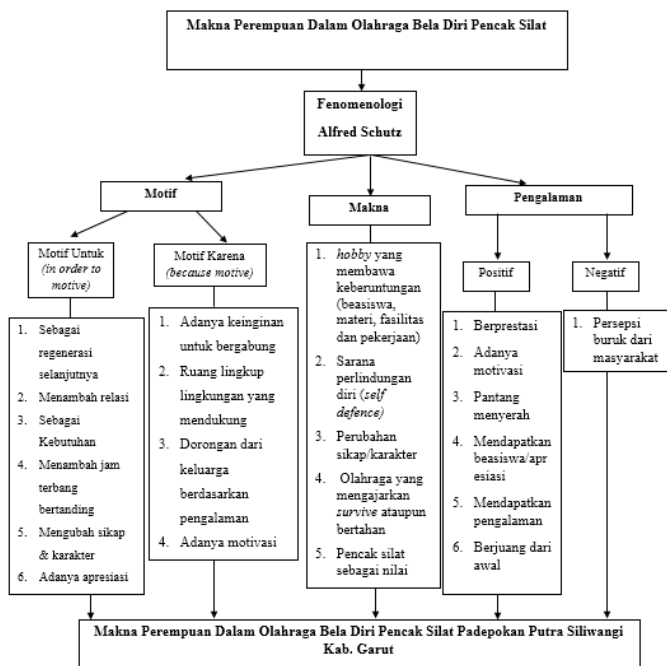 Makna Perempuan Dalam Olahraga Bela Diri Pencak Silat
Fenomenologi
Alfred Schutz
Motif
Makna
Pengalaman
Motif Untuk
(in order to
motive)
Motif Karena
(because motive)
Positif
Negatif
1. Sebagai
regenerasi
selanjutnya
2. Menambah relasi
3. Sebagai
Kebutuhan
4. Menambah jam
terbang
bertanding
5. Mengubah sikap
& karakter
6. Adanya apresiasi
1. Adanya keinginan
untuk bergabung
2. Ruang lingkup
lingkungan yang
mendukung
3. Dorongan dari
keluarga
berdasarkan
pengalaman
4. Adanya motivasi
1. hobby yang
membawa
keberuntungan
(beasiswa,
materi, fasilitas
dan pekerjaan)
2. Sarana
perlindungan
diri (self
defence)
3. Perubahan
sikap/karakter
4. Olahraga yang
mengajarkan
survive ataupun
bertahan
5. Pencak silat
sebagai nilai
1. Berprestasi
2. Adanya
motivasi
3. Pantang
menyerah
4. Mendapatkan
beasiswa/apr
esiasi
5. Mendapatkan
pengalaman
6. Berjuang dari
awal
1. Persepsi
buruk dari
masyarakat
Makna Perempuan Dalam Olahraga Bela Diri Pencak Silat Padepokan Putra Siliwangi
Kab. Garut